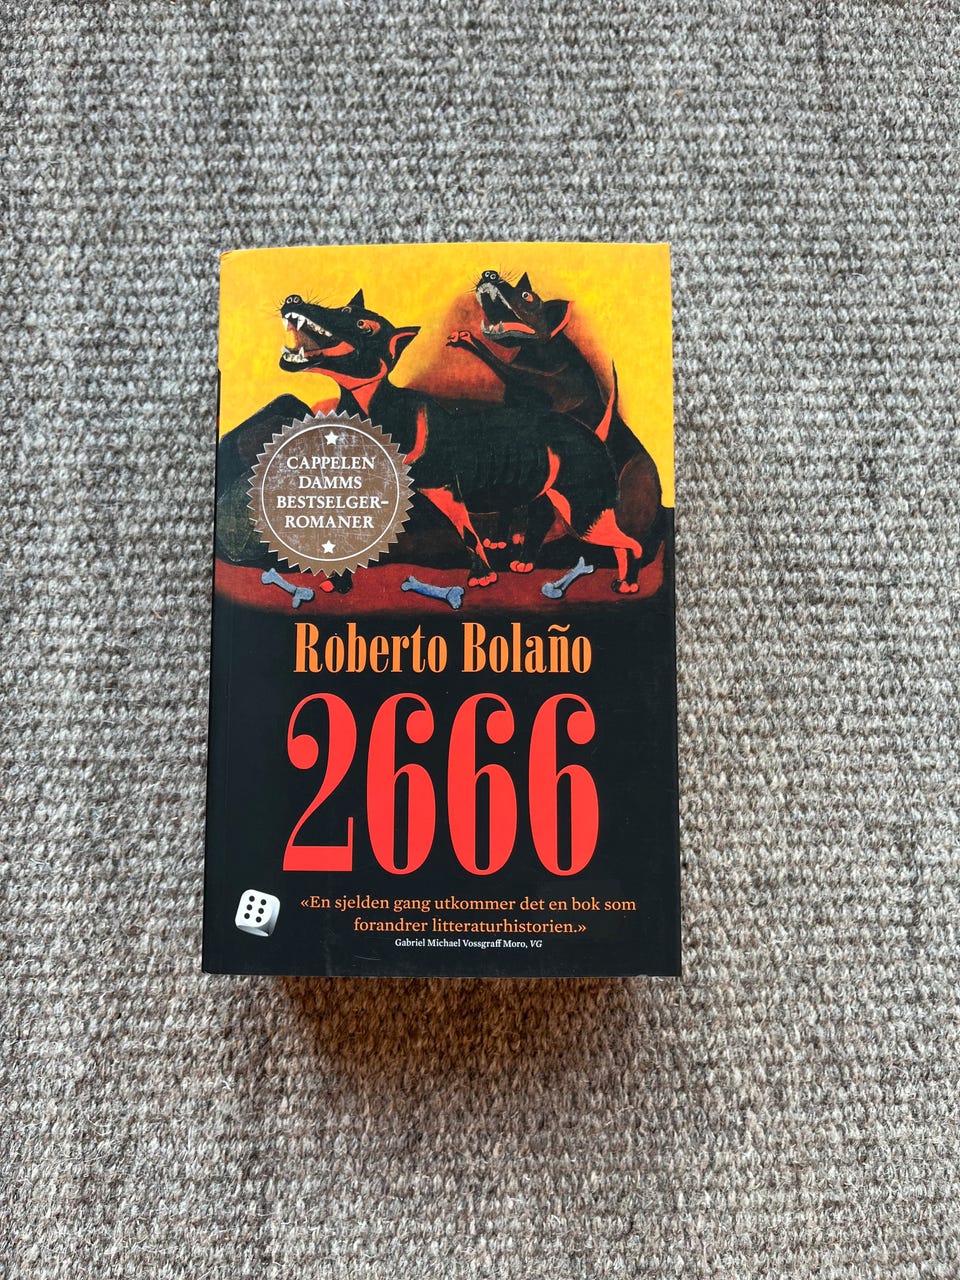 CAPPELEN
DAMMS
BESTSELGER-
ROMANER
Roberto Bolaño
2666
«En sjelden gang utkommer det en bok som
forandrer litteraturhistorien.»
Gabriel Michael Vossgraff Moro, VG